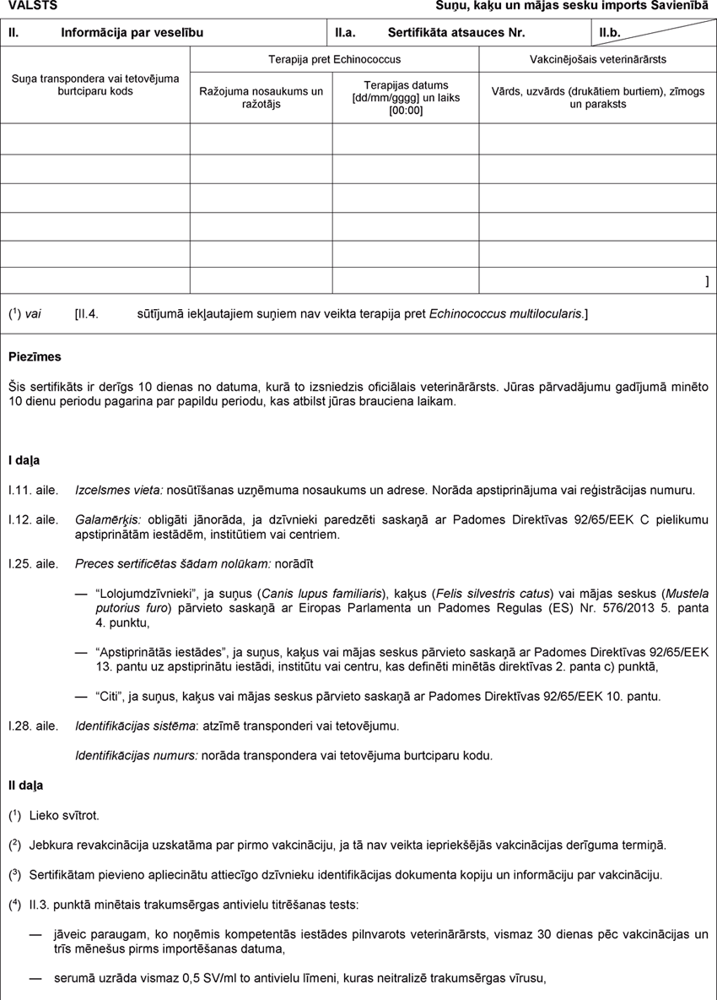 VALSTS Suņu, kaķu un mājas sesku imports Savienībā
II. Informācija par veselību II.a. Sertifikāta atsauces Nr. II.b.
Suņa transpondera vai tetovējuma
burtciparu kods
Terapija pret Echinococcus
Vakcinējošais veterinārārsts
Ražojuma nosaukums un
ražotājs
Terapijas datums
[dd/mm/gggg] un laiks
[00:00]
Vārds, uzvārds (drukātiem burtiem), zīmogs
un paraksts
]
(¹) vai [II.4. sūtījumā iekļautajiem suņiem nav veikta terapija pret Echinococcus multilocularis.]
Piezīmes
Šis sertifikāts ir derīgs 10 dienas no datuma, kurā to izsniedzis oficiālais veterinārārsts. Jūras pārvadājumu gadījumā minēto
10 dienu periodu pagarina par papildu periodu, kas atbilst jūras brauciena laikam.
I daļa
I.11. aile. Izcelsmes vieta: nosūtīšanas uzņēmuma nosaukums un adrese. Norāda apstiprinājuma vai reģistrācijas numuru.
I.12. aile. Galamērķis: obligāti jānorāda, ja dzīvnieki paredzēti saskaņā ar Padomes Direktīvas 92/65/EEK C pielikumu
apstiprinātām iestādēm, institūtiem vai centriem.
I.25. aile. Preces sertificētas šādam nolūkam: norādīt
— “Lolojumdzīvnieki”, ja suņus (Canis lupus familiaris), kaķus (Felis silvestris catus) vai mājas seskus (Mustela
putorius furo) pārvieto saskaņā ar Eiropas Parlamenta un Padomes Regulas (ES) Nr. 576/2013 5. panta
4. punktu,
— “Apstiprinātās iestādes”, ja suņus, kaķus vai mājas seskus pārvieto saskaņā ar Padomes Direktīvas 92/65/EEK
13. pantu uz apstiprinātu iestādi, institūtu vai centru, kas definēti minētās direktīvas 2. panta c) punktā,
— “Citi”, ja suņus, kaķus vai mājas seskus pārvieto saskaņā ar Padomes Direktīvas 92/65/EEK 10. pantu.
I.28. aile. Identifikācijas sistēma: atzīmē transponderi vai tetovējumu.
Identifikācijas numurs: norāda transpondera vai tetovējuma burtciparu kodu.
II daļa
(¹) Lieko svītrot.
(²) Jebkura revakcinācija uzskatāma par pirmo vakcināciju, ja tā nav veikta iepriekšējās vakcinācijas derīguma termiņā.
(³) Sertifikātam pievieno apliecinātu attiecīgo dzīvnieku identifikācijas dokumenta kopiju un informāciju par vakcināciju.
(⁴) II.3. punktā minētais trakumsērgas antivielu titrēšanas tests:
— jāveic paraugam, ko noņēmis kompetentās iestādes pilnvarots veterinārārsts, vismaz 30 dienas pēc vakcinācijas un
trīs mēnešus pirms importēšanas datuma,
— serumā uzrāda vismaz 0,5 SV/ml to antivielu līmeni, kuras neitralizē trakumsērgas vīrusu,